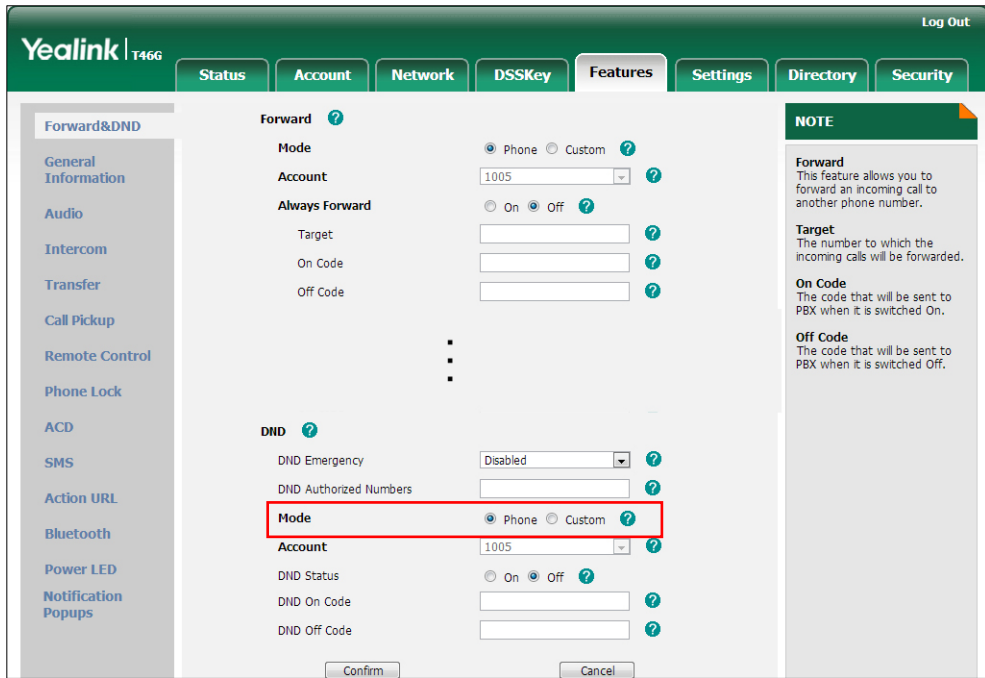 Log Out
Yealink T46G
Status Account Network DSSKey Features Settings Directory Security
Forward&DND
General
Information
Audio
Intercom
Transfer
Call Pickup
Remote Control
Phone Lock
ACD
SMS
Action URL
Bluetooth
Power LED
Notification
Popups
Forward ?
Mode Phone Custom ?
Account 1005 ?
Always Forward On Off ?
Target ?
On Code ?
Off Code ?
DND ?
DND Emergency Disabled ?
DND Authorized Numbers ?
Mode Phone Custom ?
Account 1005 ?
DND Status On Off ?
DND On Code ?
DND Off Code ?
Confirm Cancel
NOTE
Forward
This feature allows you to
forward an incoming call to
another phone number.
Target
The number to which the
incoming calls will be forwarded.
On Code
The code that will be sent to
PBX when it is switched On.
Off Code
The code that will be sent to
PBX when it is switched Off.